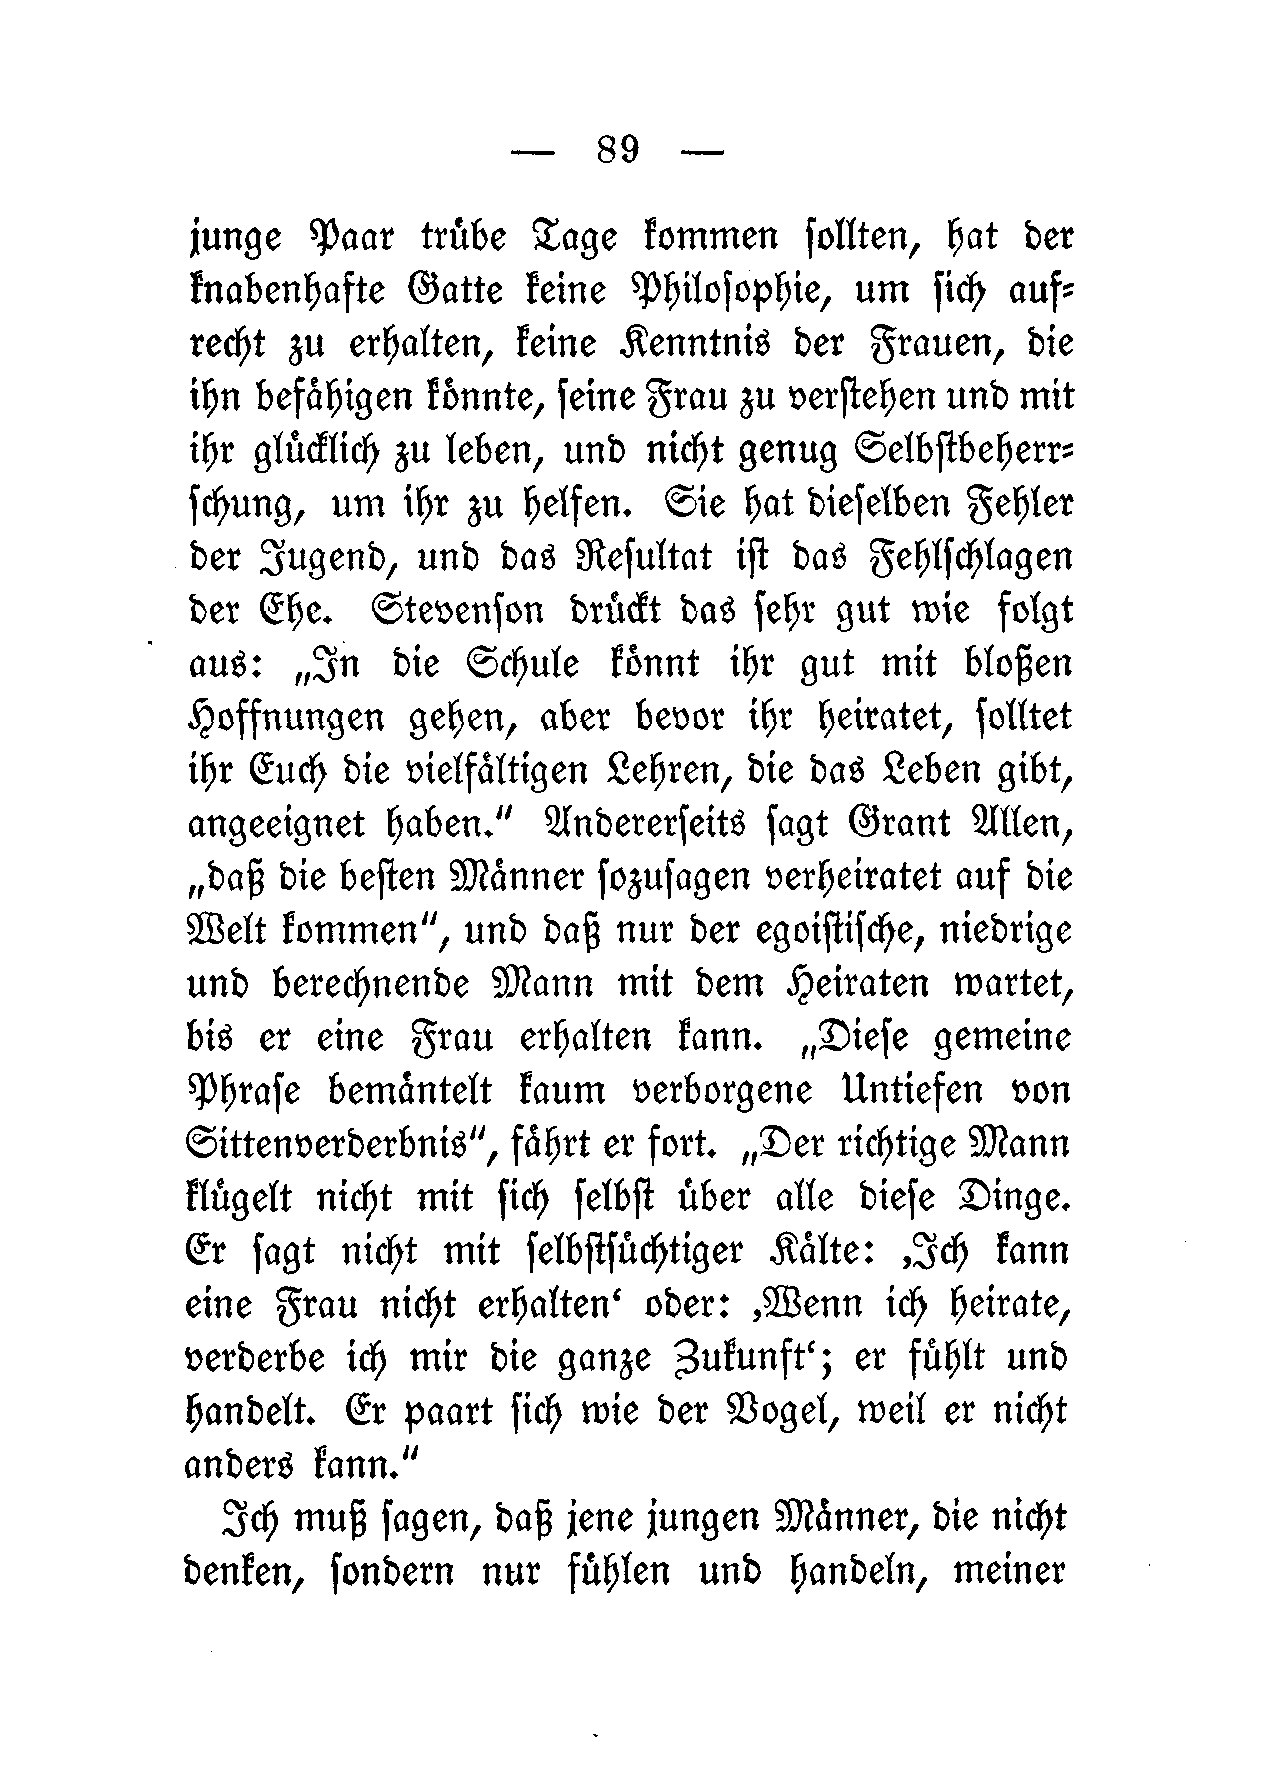 — 89 —
junge Paar trübe Tage kommen sollten, hat der
knabenhafte Gatte keine Philosophie, um sich auf-
recht zu erhalten, keine Kenntnis der Frauen, die
ihn befähigen könnte, seine Frau zu verstehen und mit
ihr glücklich zu leben, und nicht genug Selbstbeherr-
schung, um ihr zu helfen. Sie hat dieselben Fehler
der Jugend, und das Resultat ist das Fehlschlagen
der Ehe. Stevenson drückt das sehr gut wie folgt
aus: „In die Schule könnt ihr gut mit bloßen
Hoffnungen gehen, aber bevor ihr heiratet, solltet
ihr Euch die vielfältigen Lehren, die das Leben gibt,
angeeignet haben." Andererseits sagt Grant Allen,
„daß die besten Männer sozusagen verheiratet auf die
Welt kommen", und daß nur der egoistische, niedrige
und berechnende Mann mit dem Heiraten wartet,
bis er eine Frau erhalten kann. „Diese gemeine
Phrase bemäntelt kaum verborgene Untiefen von
Sittenverderbnis", fährt er fort. „Der richtige Mann
klügelt nicht mit sich selbst über alle diese Dinge.
Er sagt nicht mit selbstsüchtiger Kälte: ‚Ich kann
eine Frau nicht erhalten‘ oder: ‚Wenn ich heirate,
verderbe ich mir die ganze Zukunft‘; er fühlt und
handelt. Er paart sich wie der Vogel, weil er nicht
anders kann."
Ich muß sagen, daß jene jungen Männer, die nicht
denken, sondern nur fühlen und handeln, meiner